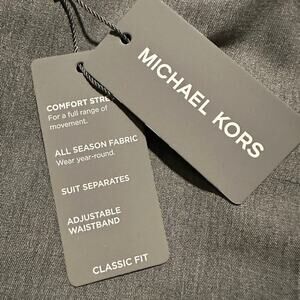 MICHAEL KORS
COMFORT
For a full range of
movement.
ALL SEASON FABRIC
Wear year-round.
SUIT SEPARATES
ADJUSTABLE
WAISTBAND
CLASSIC FIT